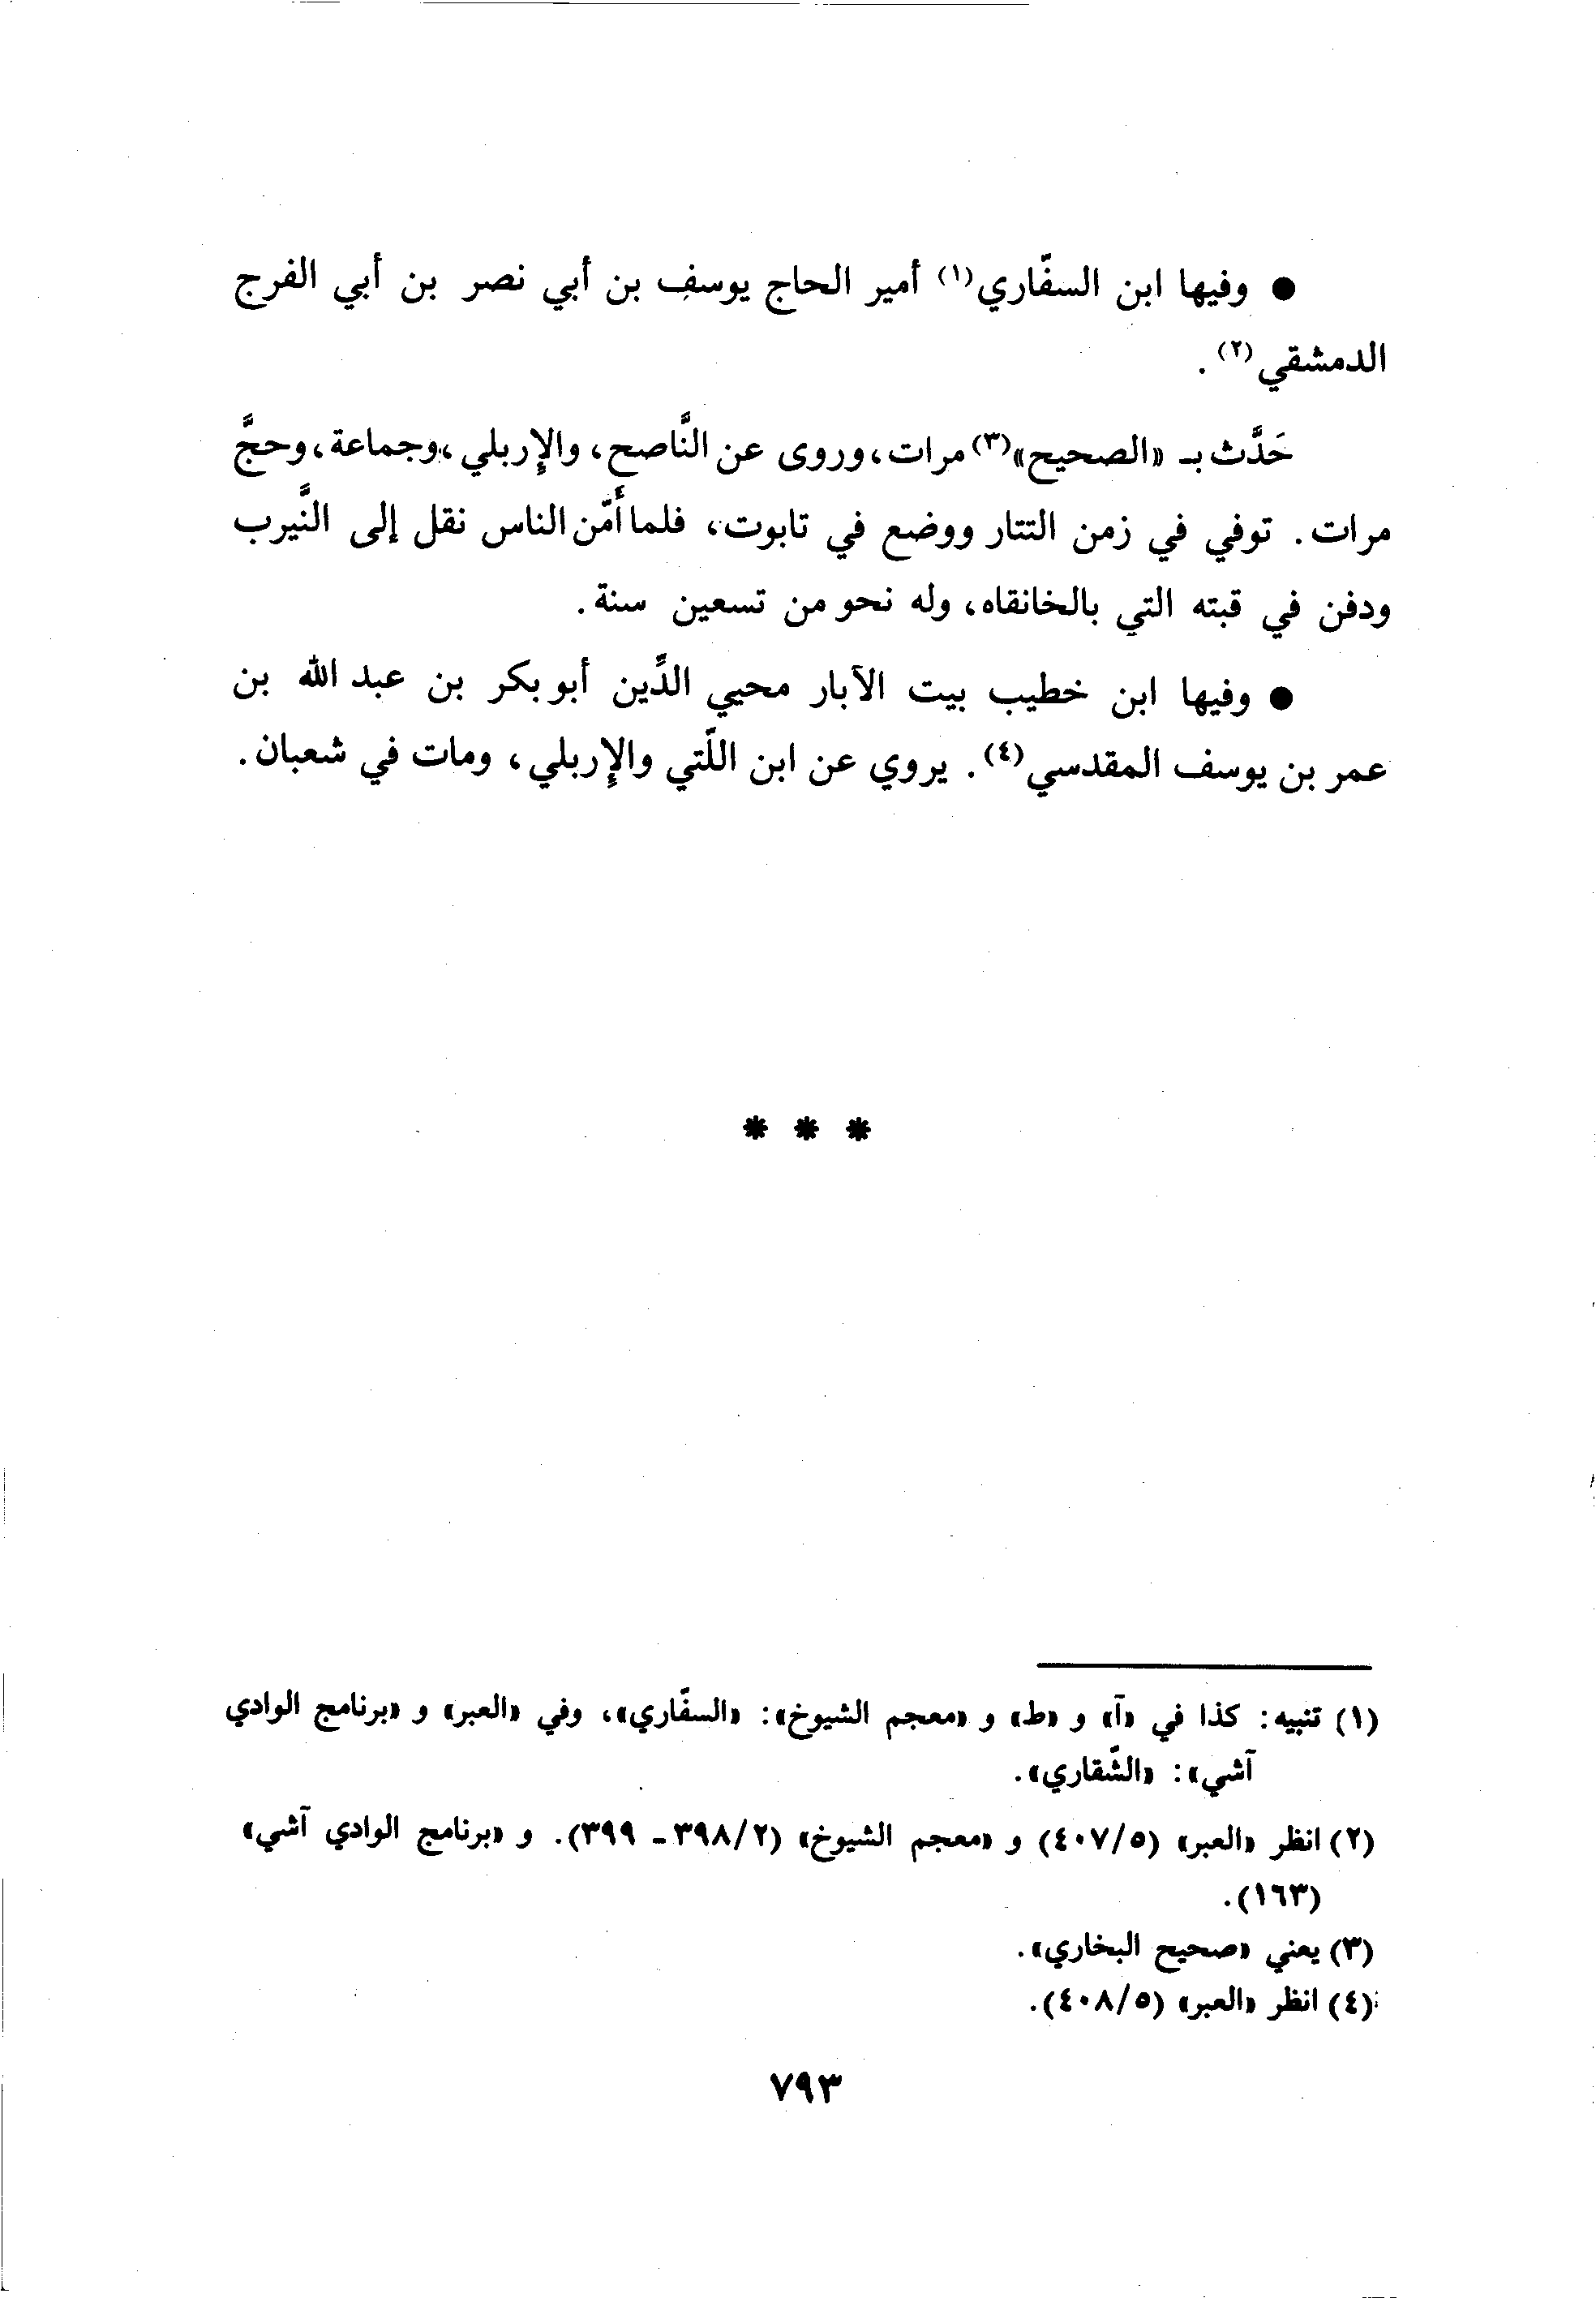 ● وفيها ابن السفّاري(١) أمير الحاج يوسف بن أبي نصر بن أبي الفرج
الدمشقي(٢).
حَدَّث بـ «الصحيح»(٣) مرات، وروى عن النَّاصح، والإربلي، وجماعة، وحجَّ
مرات. توفي في زمن التتار ووضع في تابوت، فلما أَمّن الناس نقل إلى النَّيرب
ودفن في قبته التي بالخانقاه، وله نحو من تسعين سنة.
● وفيها ابن خطيب بيت الآبار محيي الدِّين أبو بكر بن عبد الله بن
عمر بن يوسف المقدسي(٤). يروي عن ابن اللّتي والإربلي، ومات في شعبان.
* * *
(١) تنبيه: كذا في «آ» و «ط» و «معجم الشيوخ»: «السفّاري»، وفي «العبر» و «برنامج الوادي
آشي»: «الشّقاري».
(٢) انظر «العبر» (٤٠٧/٥) و «معجم الشيوخ» (٣٩٨/٢ - ٣٩٩). و «برنامج الوادي آشي»
(١٦٣).
(٣) يعني «صحيح البخاري».
(٤) انظر «العبر» (٤٠٨/٥).
٧٩٣